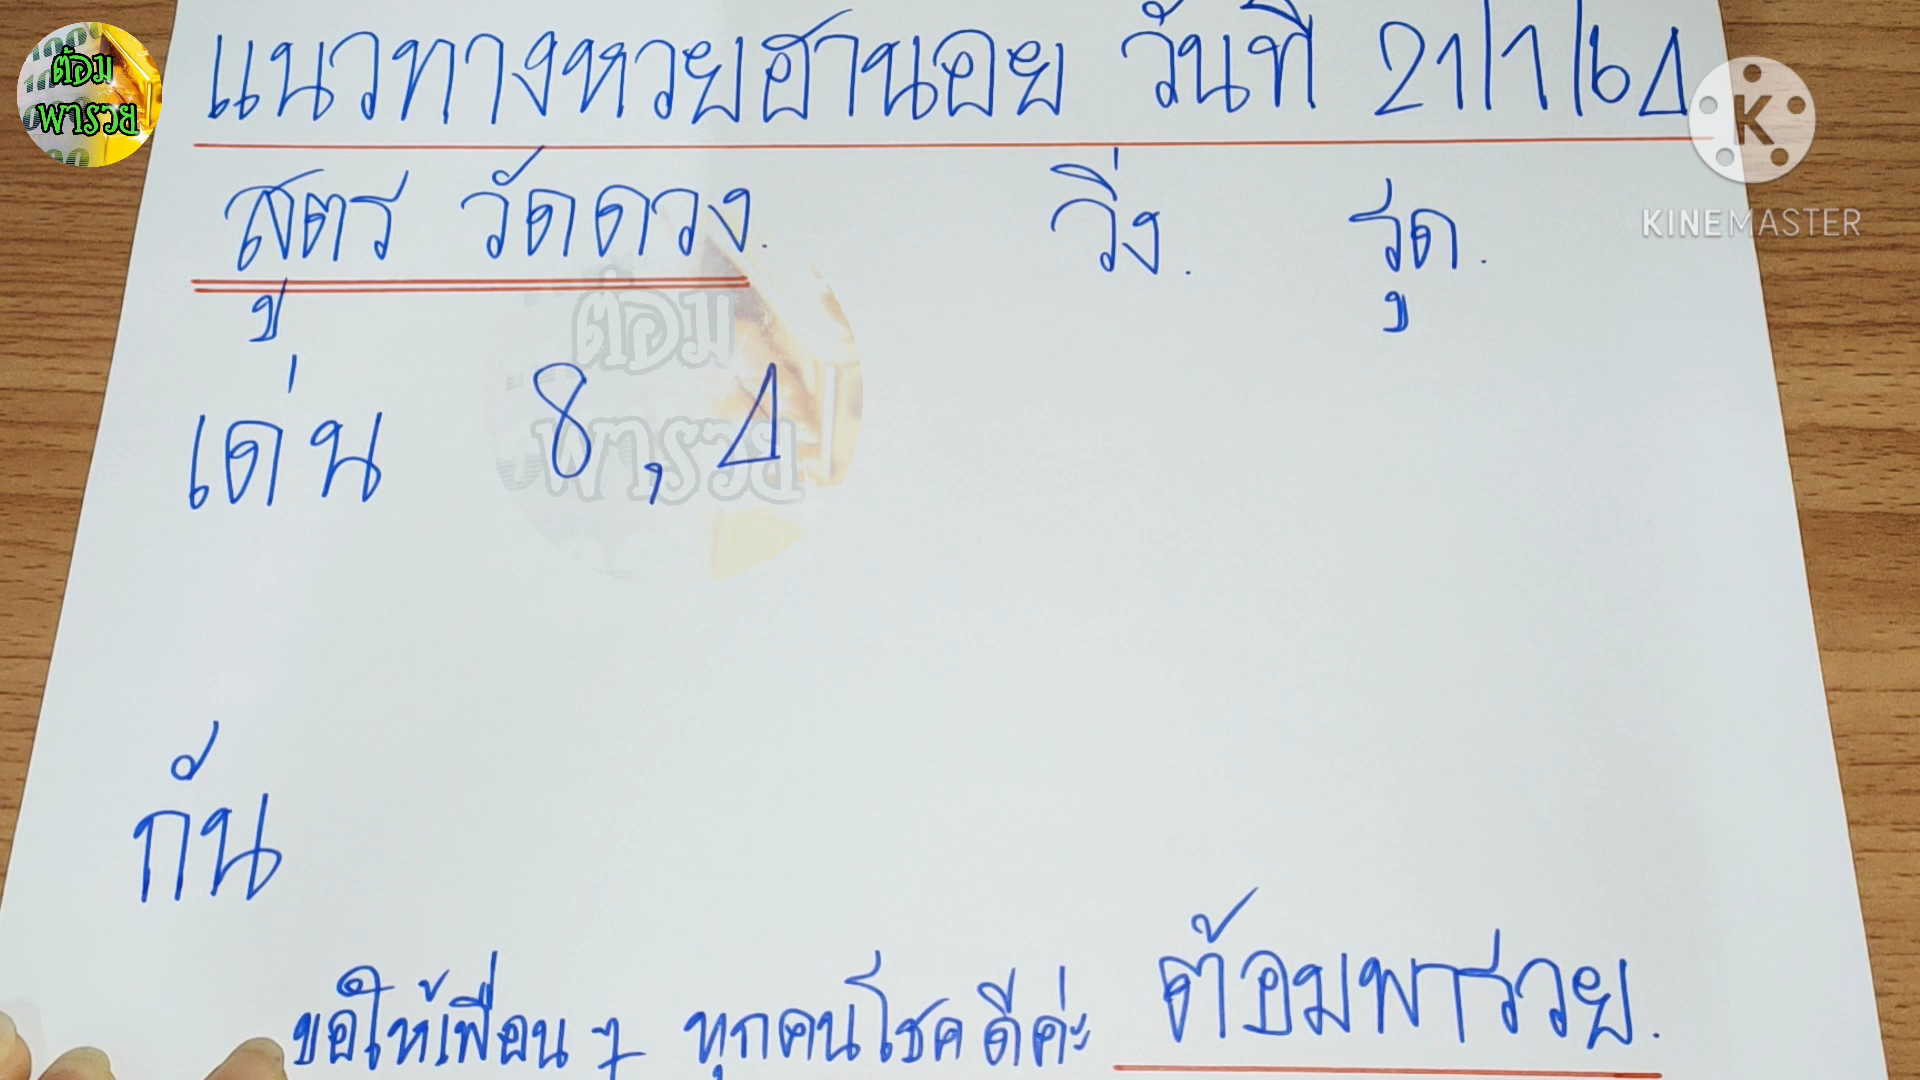 ต้อม
พารวย
แนวทางหวยฮานอย วันที่ 21/1/64
KINEMASTER
สูตร วัดดวง. วิ่ง. รูด.
ต้อม
พารวย
เด่น 8, 4
กัน
ขอให้เพื่อน ๆ ทุกคนโชคดีค่ะ ต้อมพารวย.